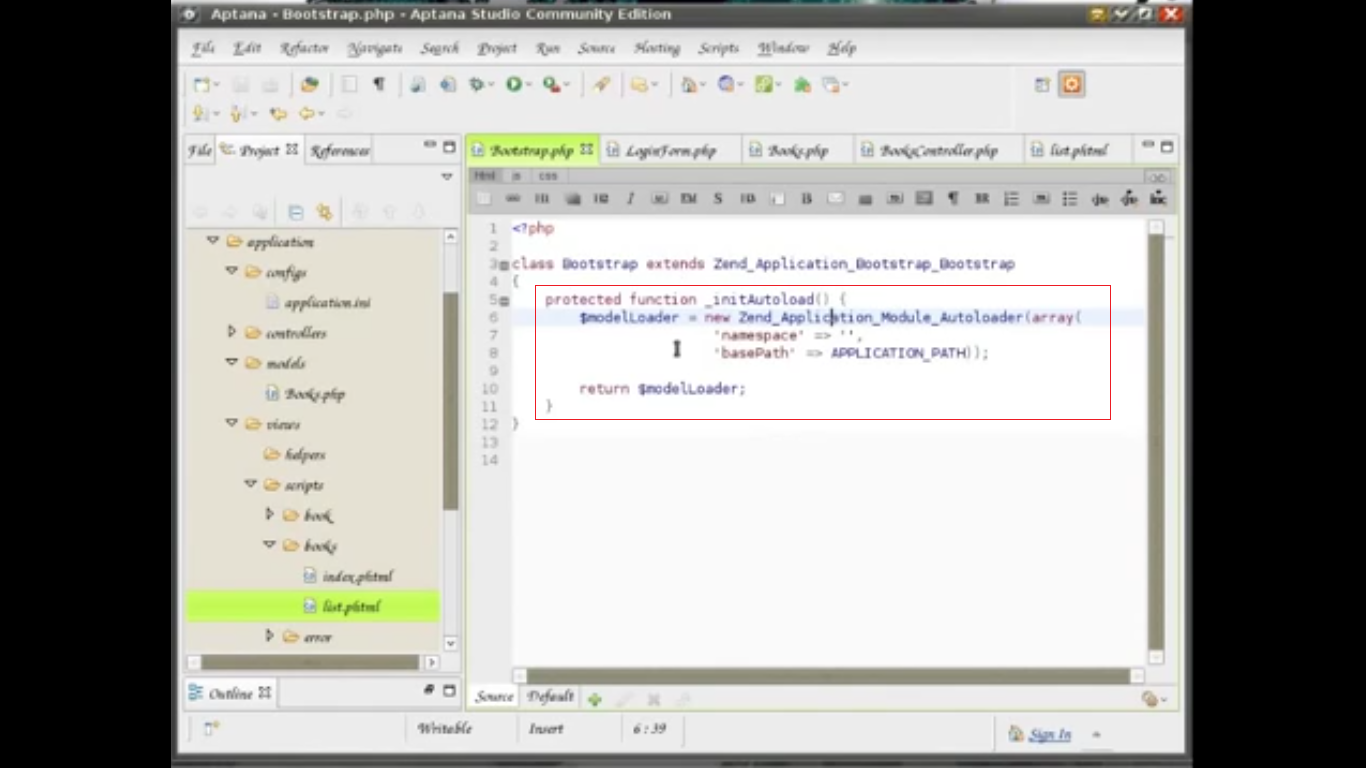 Aptana - Bootstrap.php - Aptana Studio Community Edition
File Edit Refactor Navigate Search Project Run Source Hosting Scripts Window Help
File Project References
Bootstrap.php LoginForm.php Books.php BooksController.php list.phtml
Html js css
application
configs
application.ini
controllers
models
Books.php
views
helpers
scripts
book
books
index.phtml
list.phtml
error
Outline
1 <?php
2
3 class Bootstrap extends Zend_Application_Bootstrap_Bootstrap
4 {
5 protected function _initAutoload() {
6 $modelLoader = new Zend_Application_Module_Autoloader(array(
7 'namespace' => '',
8 'basePath' => APPLICATION_PATH));
9
10 return $modelLoader;
11 }
12 }
13
14
Source Default
Writable Insert 6 : 39 Sign In